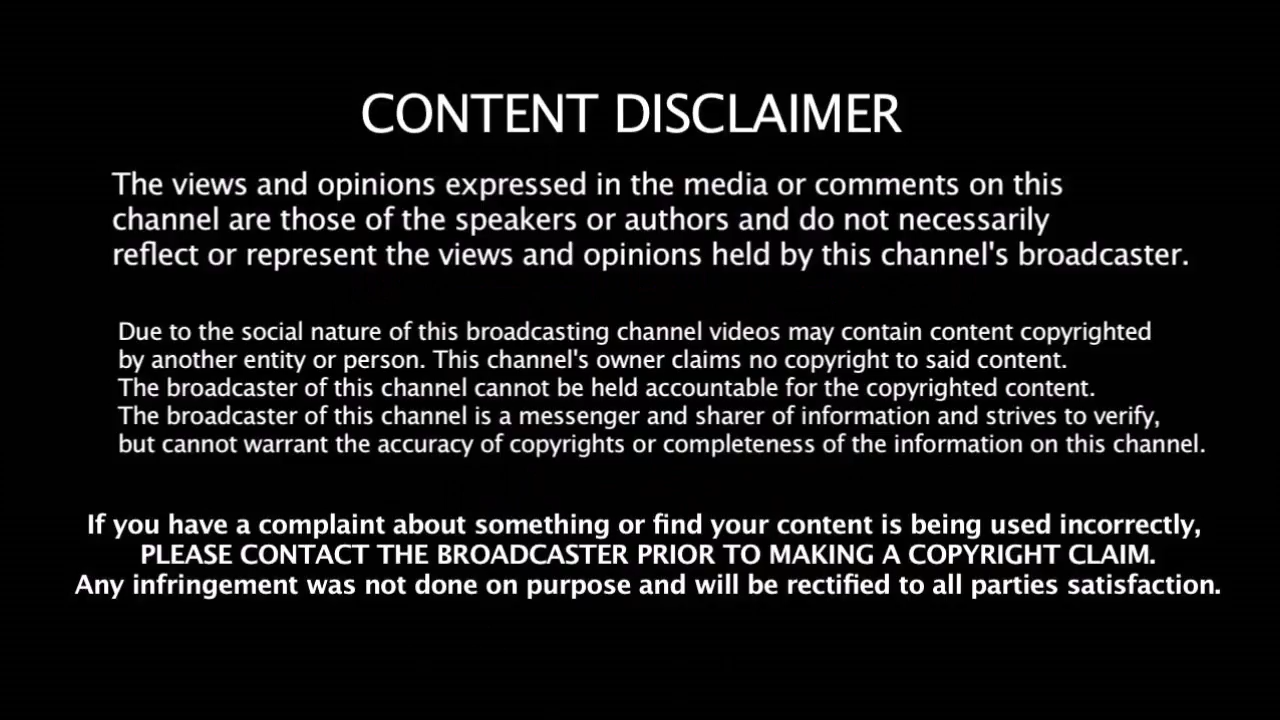 CONTENT DISCLAIMER
The views and opinions expressed in the media or comments on this
channel are those of the speakers or authors and do not necessarily
reflect or represent the views and opinions held by this channel's broadcaster.
Due to the social nature of this broadcasting channel videos may contain content copyrighted
by another entity or person. This channel's owner claims no copyright to said content.
The broadcaster of this channel cannot be held accountable for the copyrighted content.
The broadcaster of this channel is a messenger and sharer of information and strives to verify,
but cannot warrant the accuracy of copyrights or completeness of the information on this channel.
If you have a complaint about something or find your content is being used incorrectly,
PLEASE CONTACT THE BROADCASTER PRIOR TO MAKING A COPYRIGHT CLAIM.
Any infringement was not done on purpose and will be rectified to all parties satisfaction.